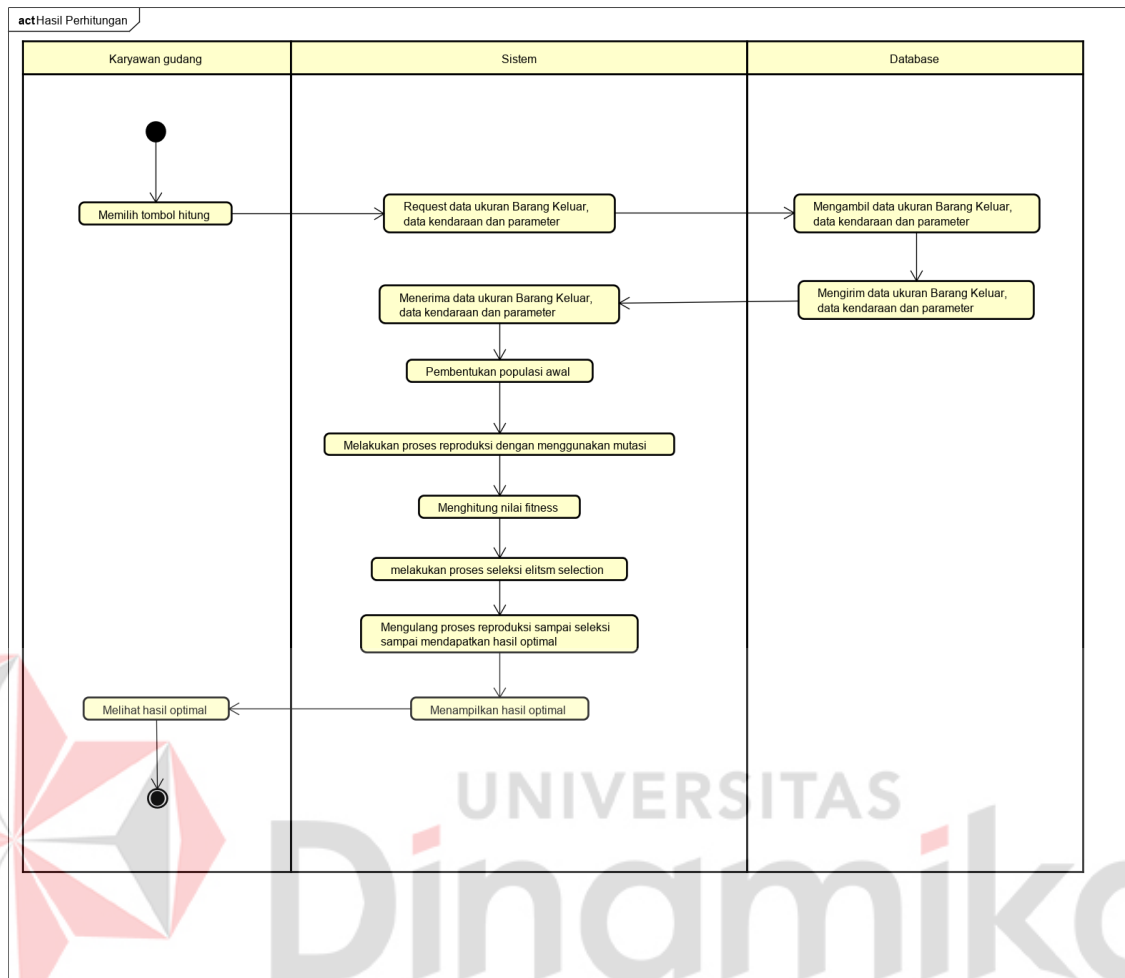 act Hasil Perhitungan
Karyawan gudang
Sistem
Database
Memilih tombol hitung
Request data ukuran Barang Keluar,
data kendaraan dan parameter
Mengambil data ukuran Barang Keluar,
data kendaraan dan parameter
Mengirim data ukuran Barang Keluar,
data kendaraan dan parameter
Menerima data ukuran Barang Keluar,
data kendaraan dan parameter
Pembentukan populasi awal
Melakukan proses reproduksi dengan menggunakan mutasi
Menghitung nilai fitness
melakukan proses seleksi elitsm selection
Mengulang proses reproduksi sampai seleksi
sampai mendapatkan hasil optimal
Menampilkan hasil optimal
Melihat hasil optimal
UNIVERSITAS
Dinamika